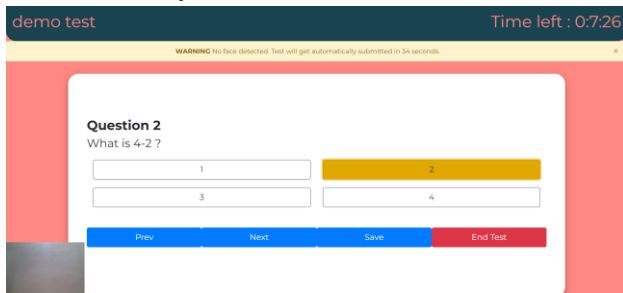 demo test
Time left : 0:7:26
WARNING No face detected. Test will get automatically submitted in 34 seconds.
×
Question 2
What is 4-2 ?
1
2
3
4
Prev
Next
Save
End Test